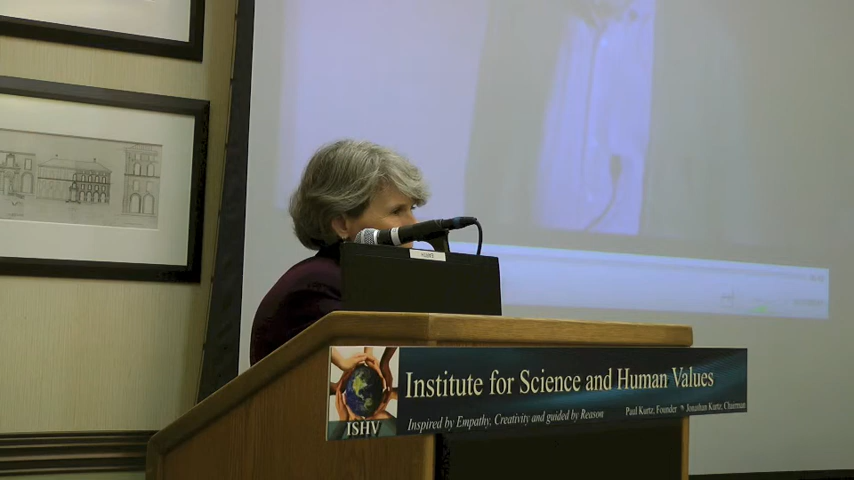 Institute for Science and Human Values
Inspired by Empathy, Creativity and guided by Reason
Paul Kurtz, Founder ~ Jonathan Kurtz, Chairman
ISHV